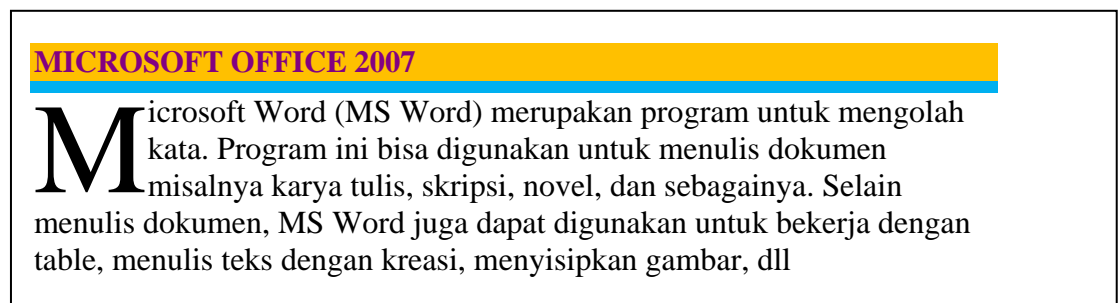 MICROSOFT OFFICE 2007
Microsoft Word (MS Word) merupakan program untuk mengolah
kata. Program ini bisa digunakan untuk menulis dokumen
misalnya karya tulis, skripsi, novel, dan sebagainya. Selain
menulis dokumen, MS Word juga dapat digunakan untuk bekerja dengan
table, menulis teks dengan kreasi, menyisipkan gambar, dll